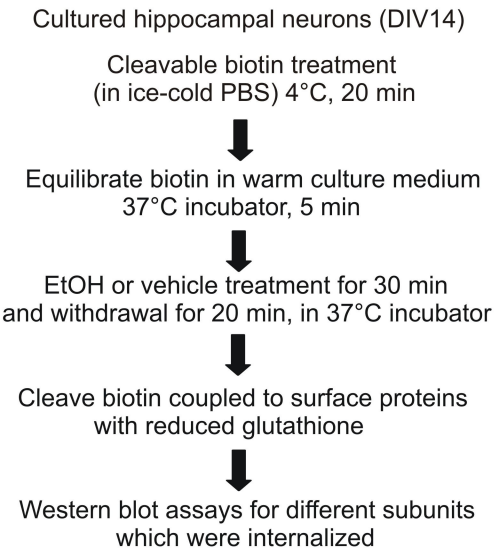 Cultured hippocampal neurons (DIV14)
Cleavable biotin treatment
(in ice-cold PBS) 4°C, 20 min
Equilibrate biotin in warm culture medium
37°C incubator, 5 min
EtOH or vehicle treatment for 30 min
and withdrawal for 20 min, in 37°C incubator
Cleave biotin coupled to surface proteins
with reduced glutathione
Western blot assays for different subunits
which were internalized